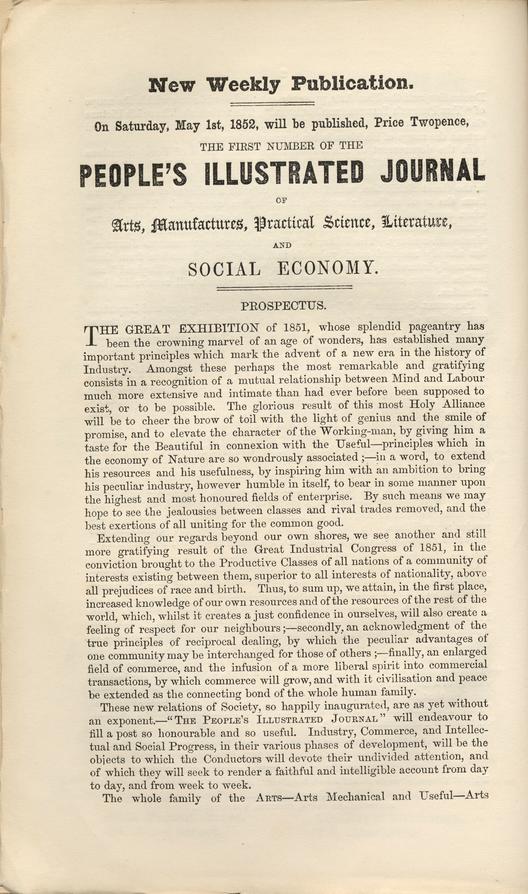 New Weekly Publication.
On Saturday, May 1st, 1852, will be published, Price Twopence,
THE FIRST NUMBER OF THE
PEOPLE'S ILLUSTRATED JOURNAL
OF
Arts, Manufactures, Practical Science, Literature,
AND
SOCIAL ECONOMY.
PROSPECTUS.
THE GREAT EXHIBITION of 1851, whose splendid pageantry has
been the crowning marvel of an age of wonders, has established many
important principles which mark the advent of a new era in the history of
Industry. Amongst these perhaps the most remarkable and gratifying
consists in a recognition of a mutual relationship between Mind and Labour
much more extensive and intimate than had ever before been supposed to
exist, or to be possible. The glorious result of this most Holy Alliance
will be to cheer the brow of toil with the light of genius and the smile of
promise, and to elevate the character of the Working-man, by giving him a
taste for the Beautiful in connexion with the Useful—principles which in
the economy of Nature are so wondrously associated ;—in a word, to extend
his resources and his usefulness, by inspiring him with an ambition to bring
his peculiar industry, however humble in itself, to bear in some manner upon
the highest and most honoured fields of enterprise. By such means we may
hope to see the jealousies between classes and rival trades removed, and the
best exertions of all uniting for the common good.
Extending our regards beyond our own shores, we see another and still
more gratifying result of the Great Industrial Congress of 1851, in the
conviction brought to the Productive Classes of all nations of a community of
interests existing between them, superior to all interests of nationality, above
all prejudices of race and birth. Thus, to sum up, we attain, in the first place,
increased knowledge of our own resources and of the resources of the rest of the
world, which, whilst it creates a just confidence in ourselves, will also create a
feeling of respect for our neighbours ;—secondly, an acknowledgment of the
true principles of reciprocal dealing, by which the peculiar advantages of
one community may be interchanged for those of others ;—finally, an enlarged
field of commerce, and the infusion of a more liberal spirit into commercial
transactions, by which commerce will grow, and with it civilisation and peace
be extended as the connecting bond of the whole human family.
These new relations of Society, so happily inaugurated, are as yet without
an exponent.—"THE PEOPLE'S ILLUSTRATED JOURNAL" will endeavour to
fill a post so honourable and so useful. Industry, Commerce, and Intellec-
tual and Social Progress, in their various phases of development, will be the
objects to which the Conductors will devote their undivided attention, and
of which they will seek to render a faithful and intelligible account from day
to day, and from week to week.
The whole family of the ARTS—Arts Mechanical and Useful—Arts